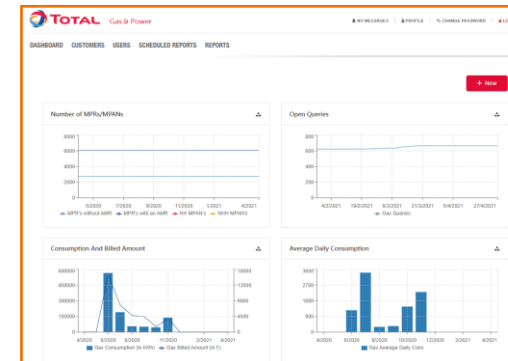 TOTAL Gas & Power
NO MESSAGES | PROFILE | CHANGE PASSWORD | LO
DASHBOARD CUSTOMERS USERS SCHEDULED REPORTS REPORTS
+ New
Number of MPRs/MPANs
8000
6000
4000
2000
0
5/2020 7/2020 9/2020 11/2020 1/2021 4/2021
MPR's without AMR MPR's with an AMR HH MPAN's NHH MPAN's
Open Queries
800
600
400
200
0
4/2/2021 19/2/2021 6/3/2021 21/3/2021 5/4/2021 27/4/2021
Gas Queries
Consumption And Billed Amount
600000 18000
450000 13500
300000 9000
150000 4500
0 0
4/2020 6/2020 8/2020 11/2020 2/2021 4/2021
Gas Consumption (in kWh) Gas Billed Amount (in £)
Average Daily Consumption
3600
2700
1800
900
0
4/2020 6/2020 8/2020 10/2020 12/2020 2/2021 4/2021
Gas Average Daily Cons